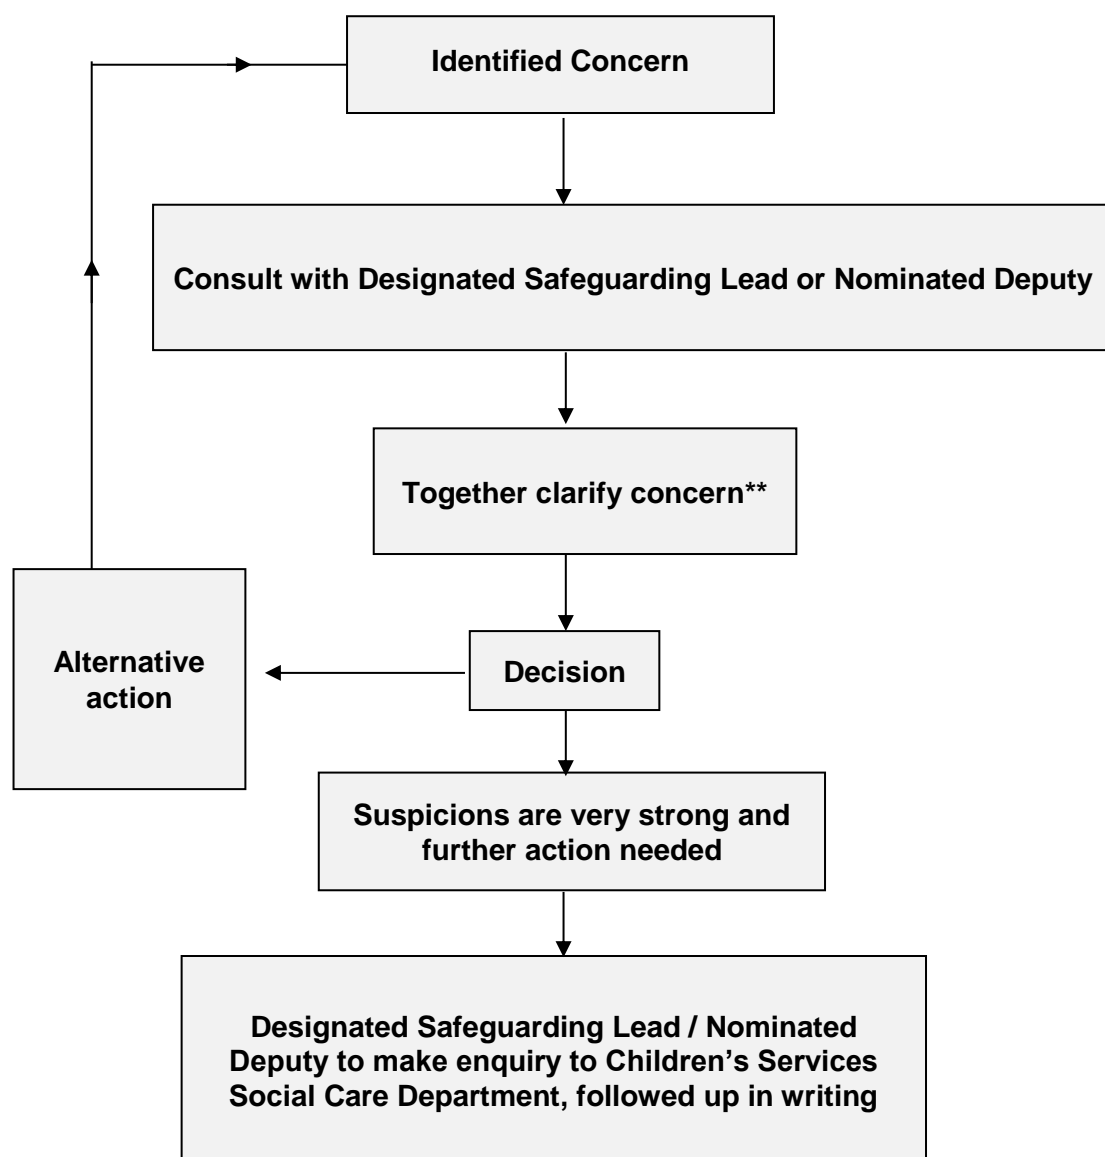 Identified Concern
Consult with Designated Safeguarding Lead or Nominated Deputy
Together clarify concern**
Decision
Alternative
action
Suspicions are very strong and
further action needed
Designated Safeguarding Lead / Nominated
Deputy to make enquiry to Children’s Services
Social Care Department, followed up in writing